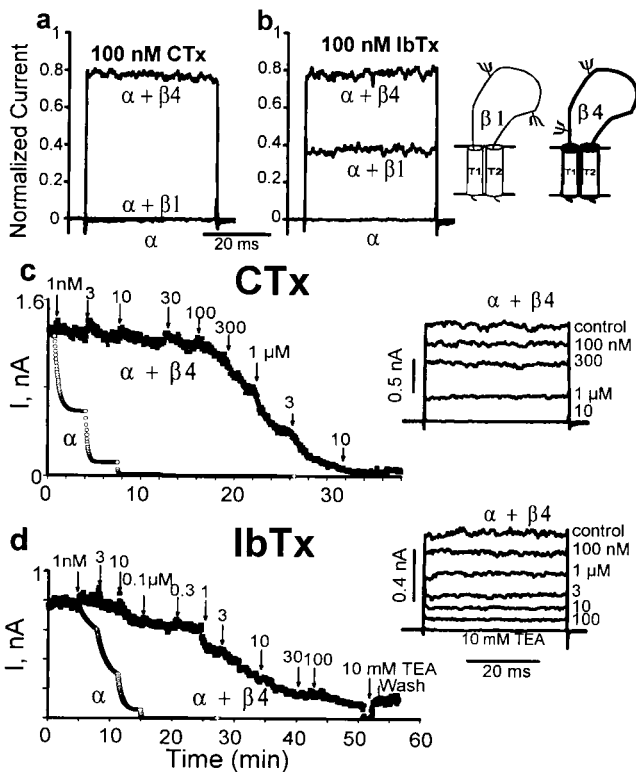 a
100 nM CTx
Normalized Current
0.8
0.6
0.4
0.2
0
α + β4
α + β1
α
20 ms
b
100 nM IbTx
1
0.8
0.6
0.4
0.2
0
α + β4
α + β1
α
β1
T1 T2
β4
T1 T2
c
CTx
I, nA
1.6
0
1nM 3 10 30 100 300 1 μM 3 10
α + β4
α
0 10 20 30
α + β4
0.5 nA
control
100 nM
300
1 μM
10
d
IbTx
I, nA
1
0
1nM 3 10 0.1μM 0.3 1 3 10 30 100 10 mM TEA
Wash
α
α + β4
0 10 20 30 40 50 60
Time (min)
α + β4
0.4 nA
control
100 nM
1 μM
3
10
100
10 mM TEA
20 ms